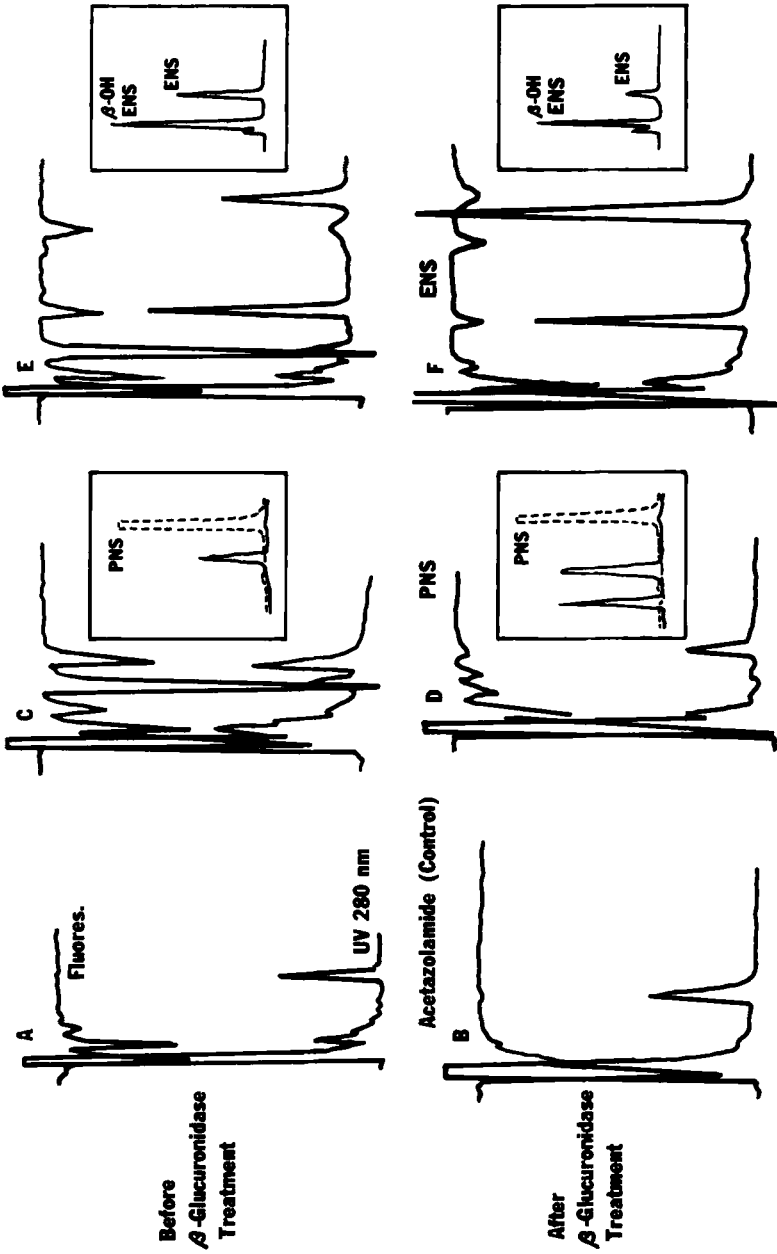 Before
β-Glucuronidase
Treatment
A
Fluores.
UV 280 nm
C
PNS
E
β-OH
ENS
ENS
After
β-Glucuronidase
Treatment
Acetazolamide (Control)
B
D
PNS
PNS
F
ENS
β-OH
ENS
ENS